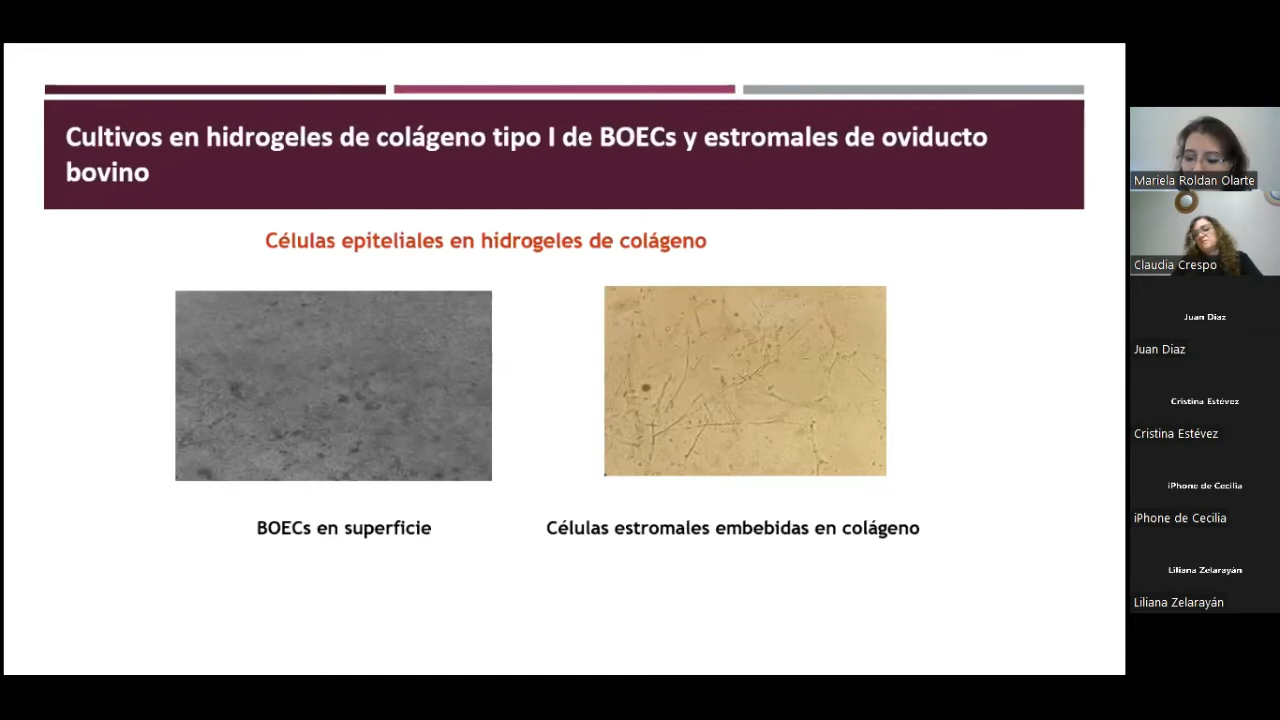 Cultivos en hidrogeles de colágeno tipo I de BOECs y estromales de oviducto
bovino
Células epiteliales en hidrogeles de colágeno
BOECs en superficie
Células estromales embebidas en colágeno
Mariela Roldan Olarte
Claudia Crespo
Juan Diaz
Juan Diaz
Cristina Estévez
Cristina Estévez
iPhone de Cecilia
iPhone de Cecilia
Liliana Zelarayán
Liliana Zelarayán